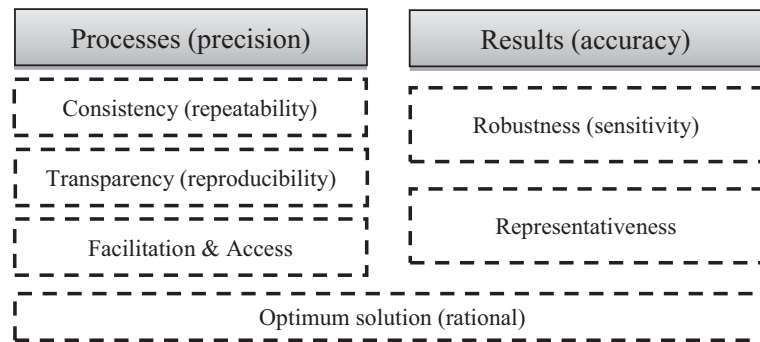 Processes (precision)
Results (accuracy)
Consistency (repeatability)
Transparency (reproducibility)
Facilitation & Access
Robustness (sensitivity)
Representativeness
Optimum solution (rational)